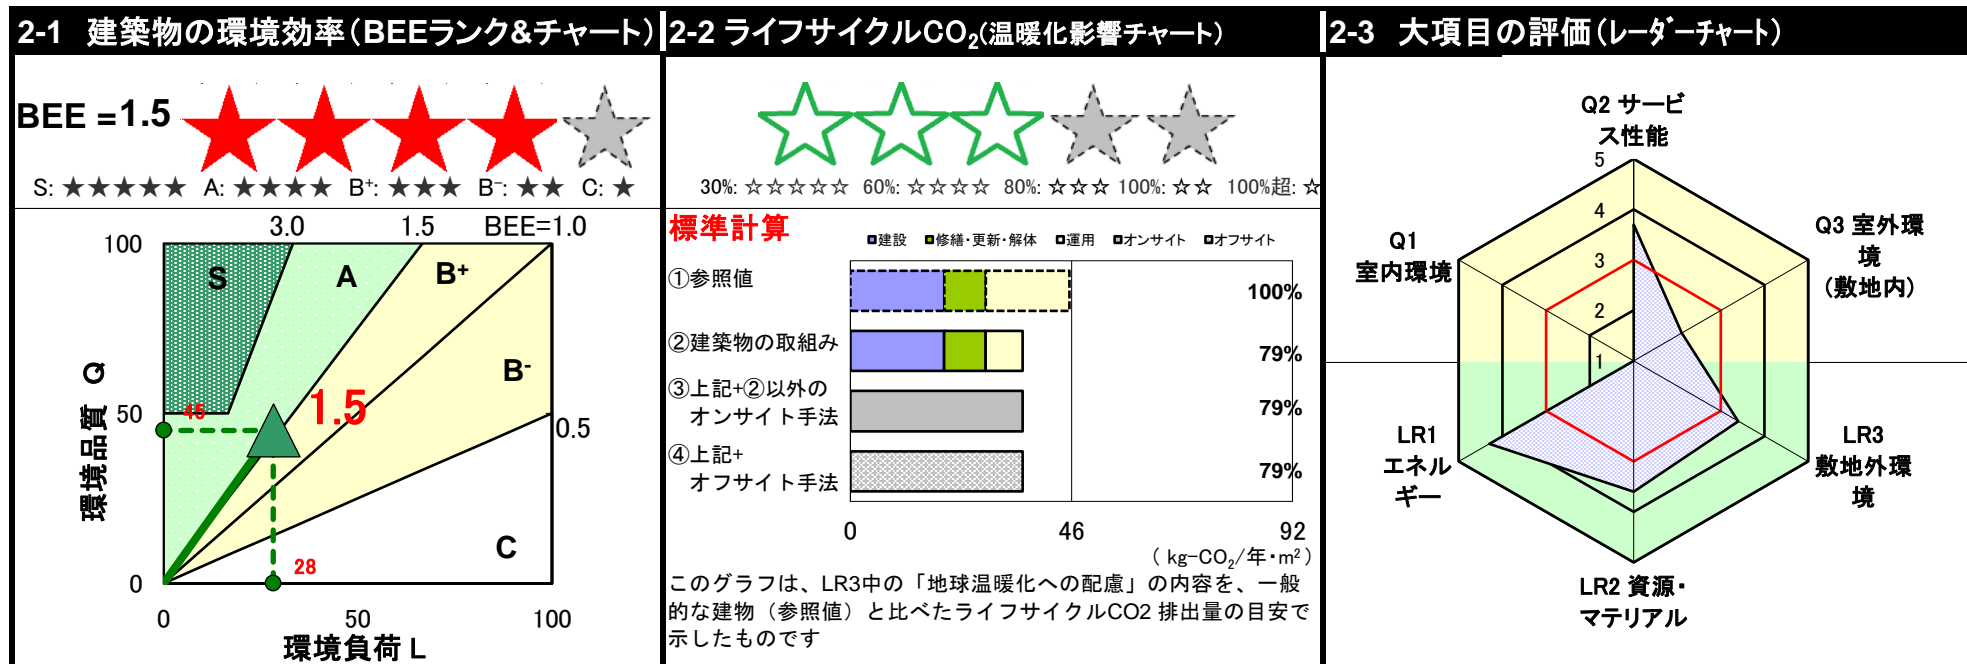 2-1 建築物の環境効率(BEEランク&チャート)
BEE =1.5
S: ★★★★★ A: ★★★★ B⁺: ★★★ B⁻: ★★ C: ★
3.0 1.5 BEE=1.0
100
50
0
環境品質 Q
S
A
B⁺
B⁻
C
45
1.5
0.5
28
0 50 100
環境負荷 L
2-2 ライフサイクルCO₂(温暖化影響チャート)
30%: ☆☆☆☆☆ 60%: ☆☆☆☆ 80%: ☆☆☆ 100%: ☆☆ 100%超: ☆
標準計算
■建設 ■修繕・更新・解体 ■運用 ■オンサイト ■オフサイト
①参照値 100%
②建築物の取組み 79%
③上記+②以外の
オンサイト手法 79%
④上記+
オフサイト手法 79%
0 46 92
( kg-CO₂/年・m² )
このグラフは、LR3中の「地球温暖化への配慮」の内容を、一般
的な建物(参照値)と比べたライフサイクルCO2 排出量の目安で
示したものです
2-3 大項目の評価(レーダーチャート)
Q2 サービ
ス性能
Q3 室外環
境
(敷地内)
Q1
室内環境
5
4
3
2
1
LR1
エネル
ギー
LR3
敷地外環
境
LR2 資源・
マテリアル